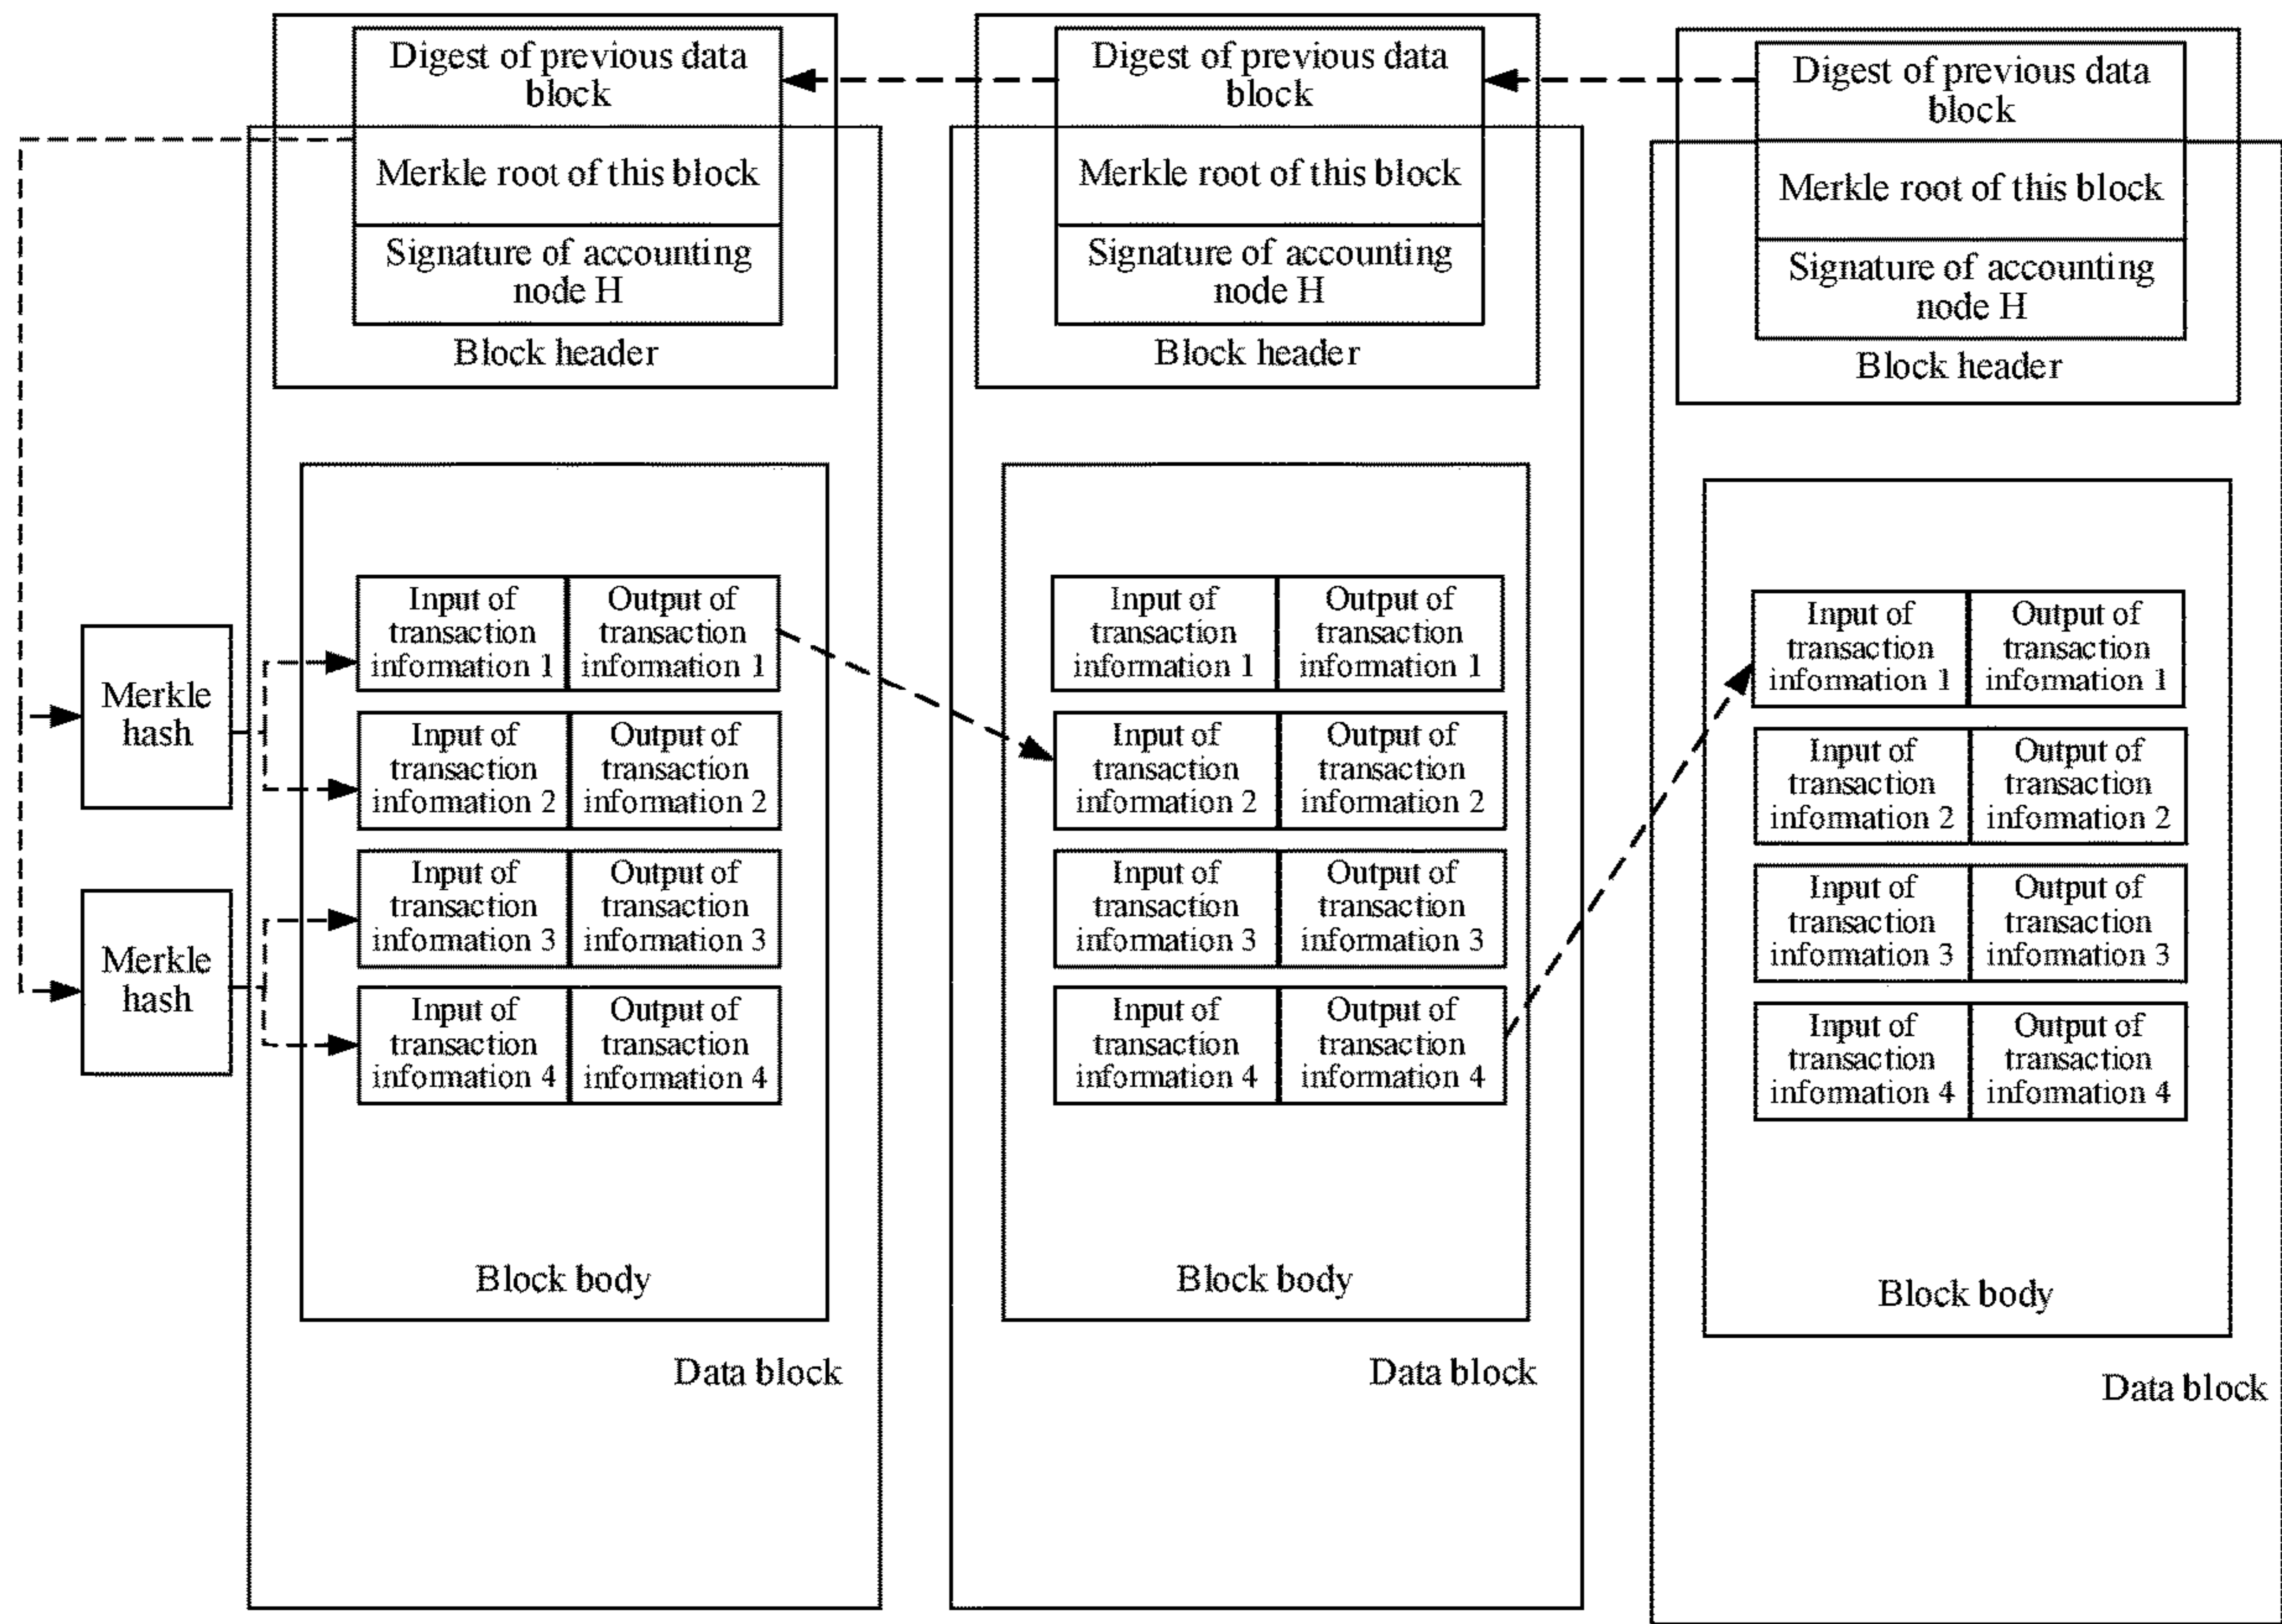 Digest of previous data
block
Merkle root of this block
Signature of accounting
node H
Block header
Digest of previous data
block
Merkle root of this block
Signature of accounting
node H
Block header
Digest of previous data
block
Merkle root of this block
Signature of accounting
node H
Block header
Merkle
hash
Merkle
hash
Input of
transaction
information 1
Output of
transaction
information 1
Input of
transaction
information 2
Output of
transaction
information 2
Input of
transaction
information 3
Output of
transaction
information 3
Input of
transaction
information 4
Output of
transaction
information 4
Block body
Data block
Input of
transaction
information 1
Output of
transaction
information 1
Input of
transaction
information 2
Output of
transaction
information 2
Input of
transaction
information 3
Output of
transaction
information 3
Input of
transaction
information 4
Output of
transaction
information 4
Block body
Data block
Input of
transaction
information 1
Output of
transaction
information 1
Input of
transaction
information 2
Output of
transaction
information 2
Input of
transaction
information 3
Output of
transaction
information 3
Input of
transaction
information 4
Output of
transaction
information 4
Block body
Data block